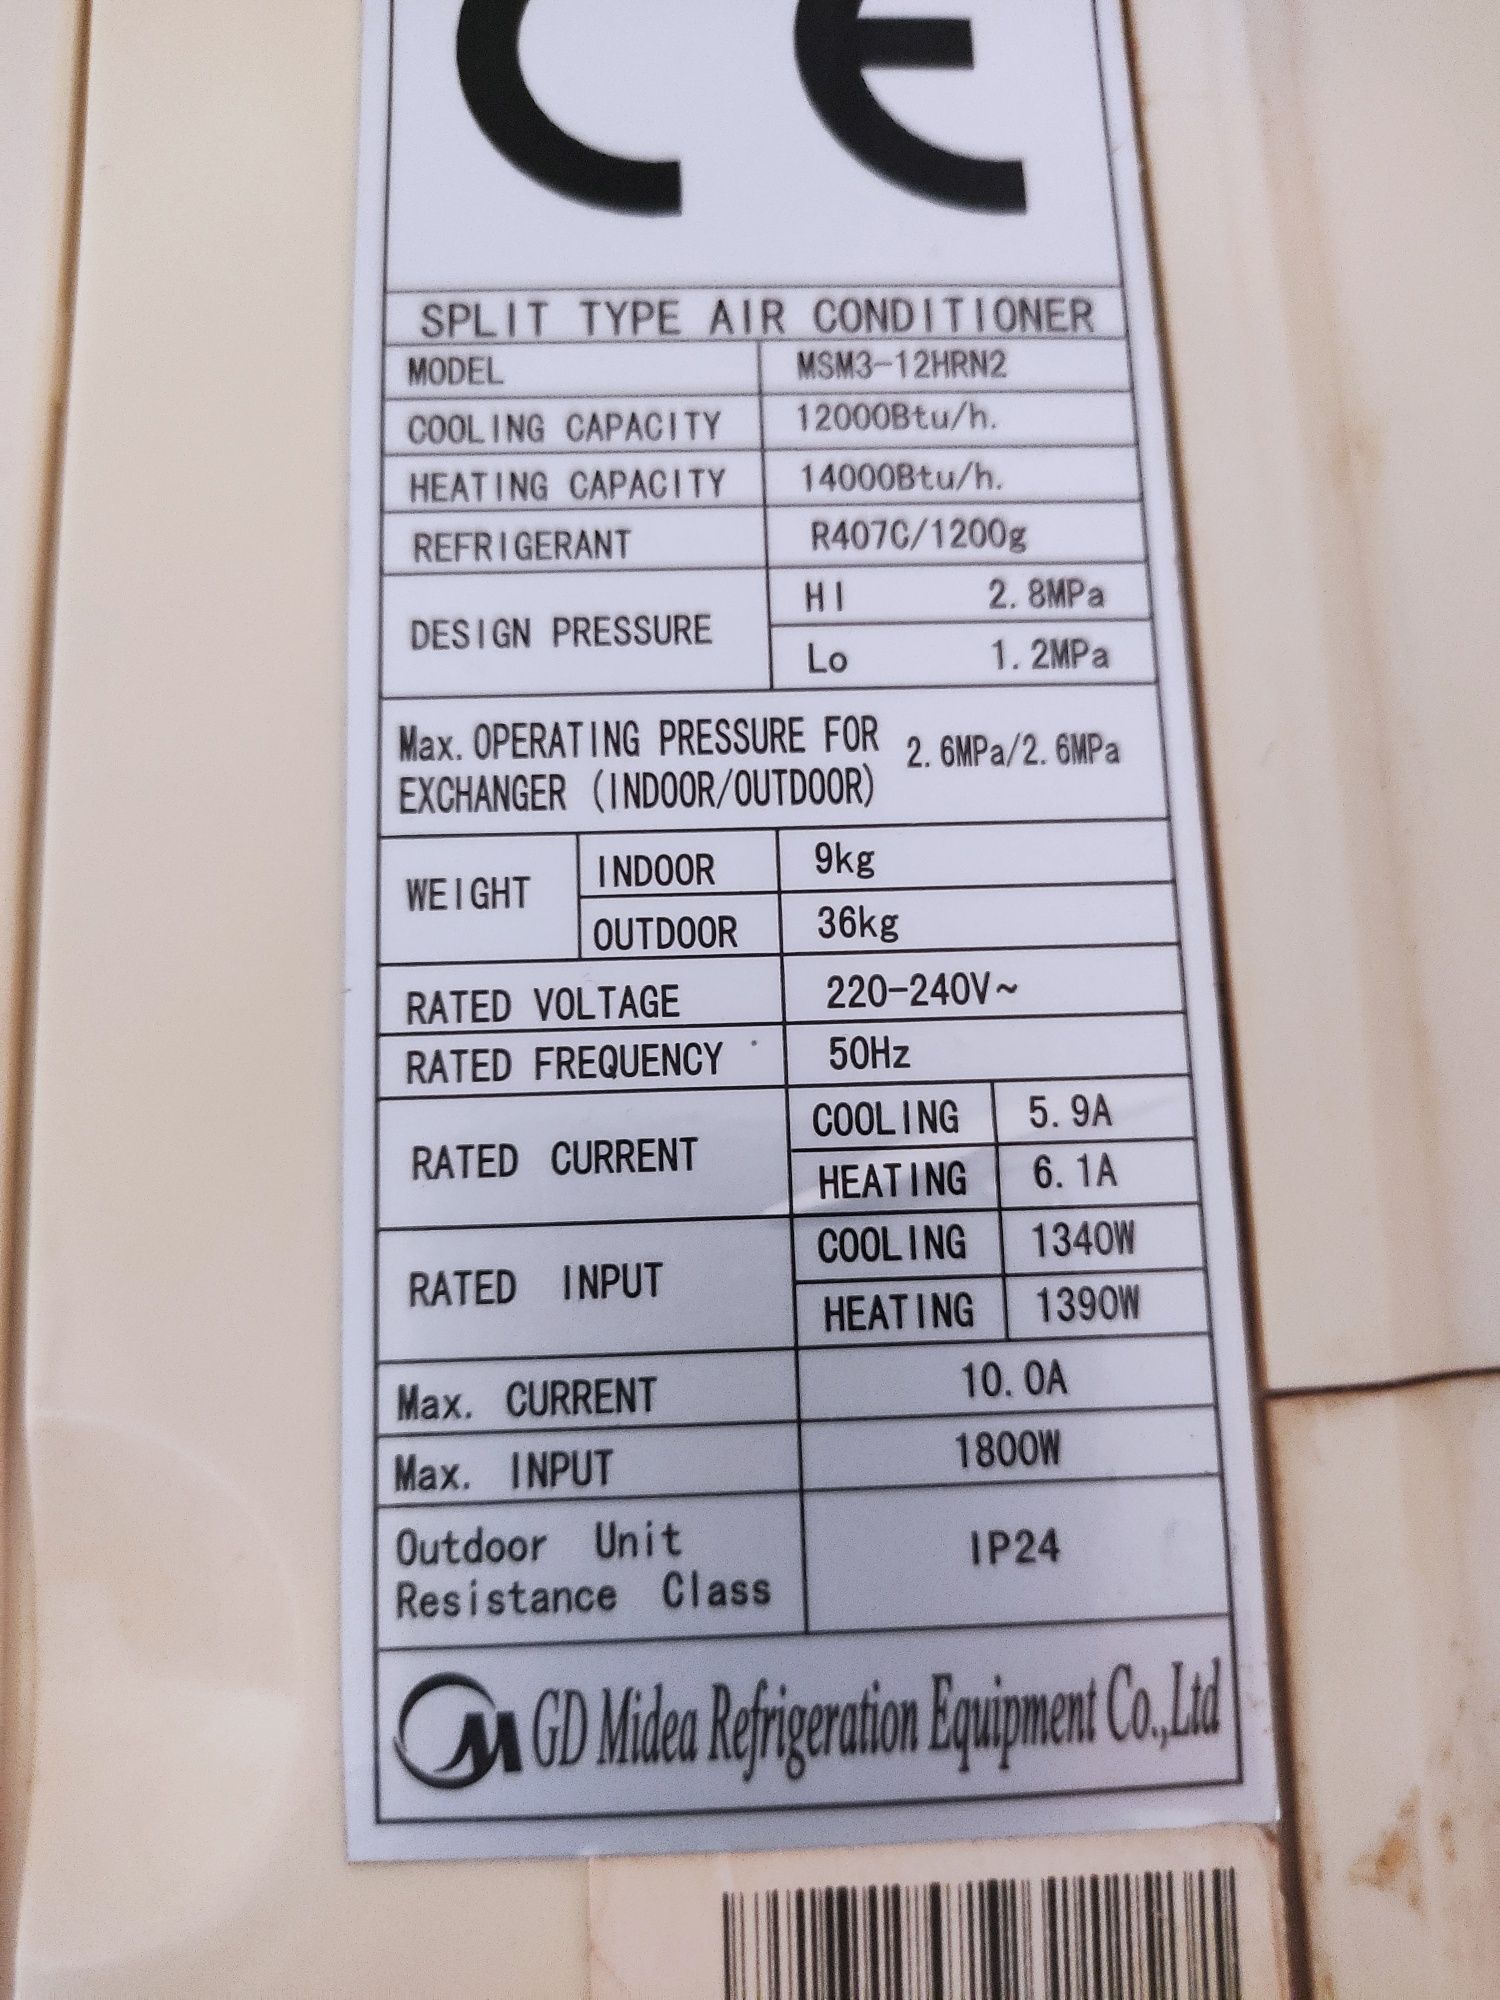 CE
SPLIT TYPE AIR CONDITIONER
MODEL MSM3-12HRN2
COOLING CAPACITY 12000Btu/h.
HEATING CAPACITY 14000Btu/h.
REFRIGERANT R407C/1200g
DESIGN PRESSURE HI 2.8MPa
Lo 1.2MPa
Max. OPERATING PRESSURE FOR
EXCHANGER (INDOOR/OUTDOOR) 2.6MPa/2.6MPa
WEIGHT INDOOR 9kg
OUTDOOR 36kg
RATED VOLTAGE 220-240V~
RATED FREQUENCY 50Hz
RATED CURRENT COOLING 5.9A
HEATING 6.1A
RATED INPUT COOLING 1340W
HEATING 1390W
Max. CURRENT 10.0A
Max. INPUT 1800W
Outdoor Unit
Resistance Class IP24
GD Midea Refrigeration Equipment Co.,Ltd